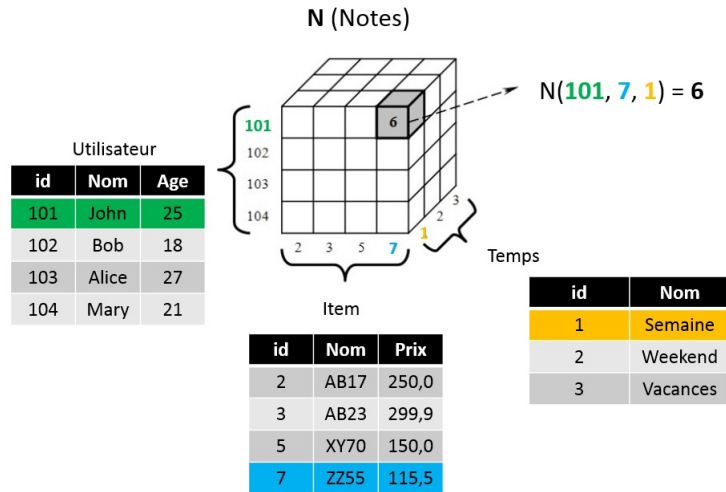 N (Notes)
N(101, 7, 1) = 6
6
101
102
103
104
2 3 5 7
1 2 3
Utilisateur
id Nom Age
101 John 25
102 Bob 18
103 Alice 27
104 Mary 21
Item
id Nom Prix
2 AB17 250,0
3 AB23 299,9
5 XY70 150,0
7 ZZ55 115,5
Temps
id Nom
1 Semaine
2 Weekend
3 Vacances